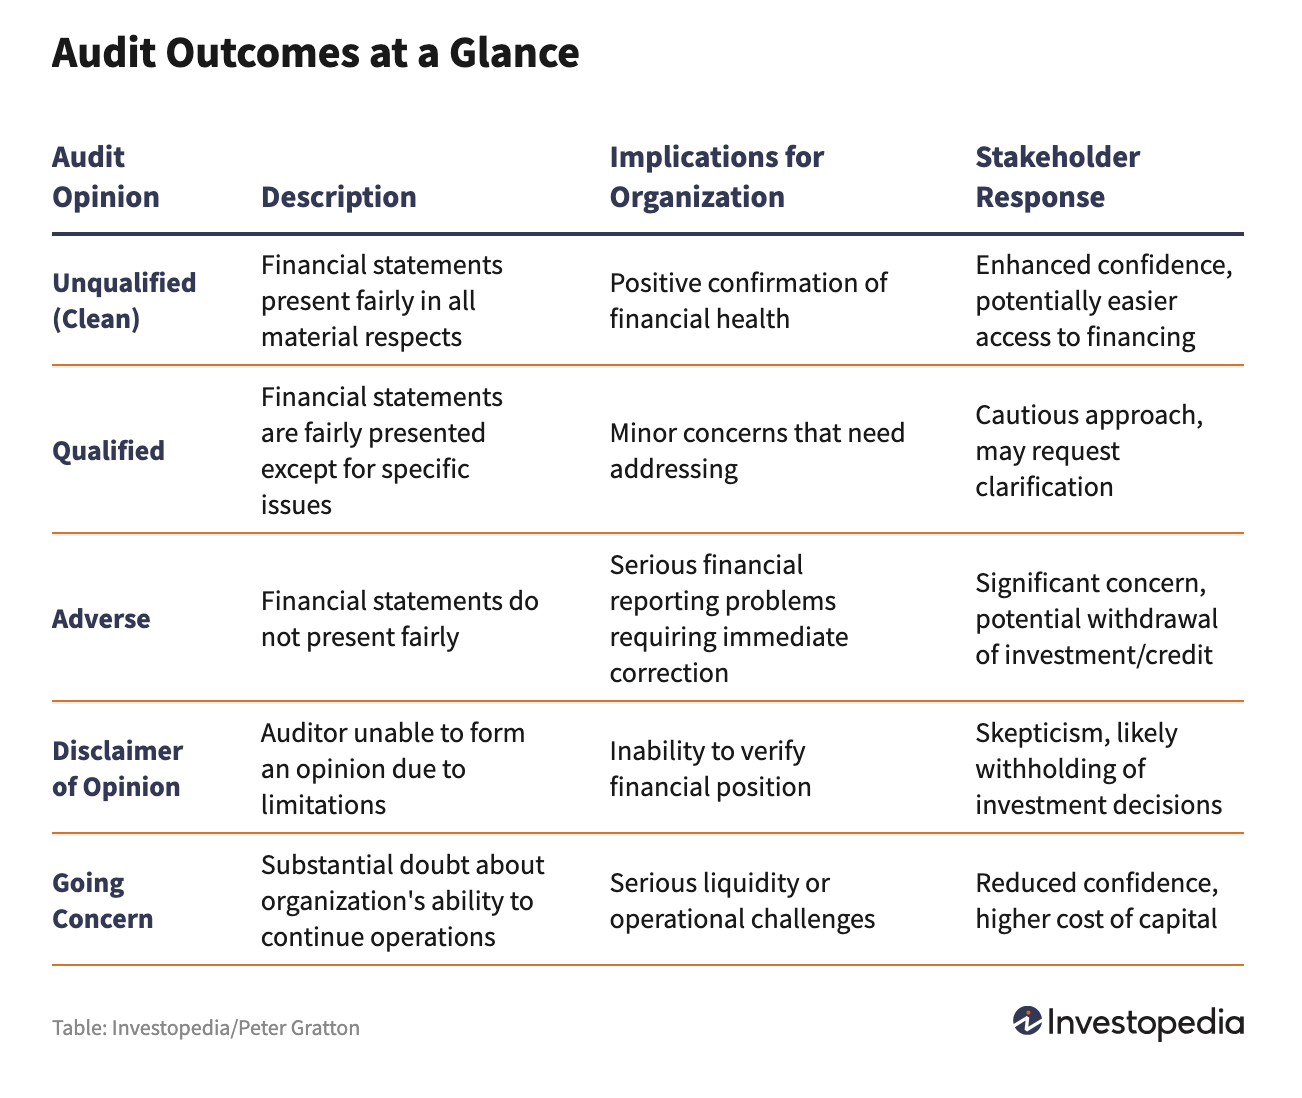 Audit Outcomes at a Glance
Audit
Opinion
Description
Implications for
Organization
Stakeholder
Response
Unqualified
(Clean)
Financial statements
present fairly in all
material respects
Positive confirmation of
financial health
Enhanced confidence,
potentially easier
access to financing
Qualified
Financial statements
are fairly presented
except for specific
issues
Minor concerns that need
addressing
Cautious approach,
may request
clarification
Adverse
Financial statements do
not present fairly
Serious financial
reporting problems
requiring immediate
correction
Significant concern,
potential withdrawal
of investment/credit
Disclaimer
of Opinion
Auditor unable to form
an opinion due to
limitations
Inability to verify
financial position
Skepticism, likely
withholding of
investment decisions
Going
Concern
Substantial doubt about
organization's ability to
continue operations
Serious liquidity or
operational challenges
Reduced confidence,
higher cost of capital
Table: Investopedia/Peter Gratton
Investopedia